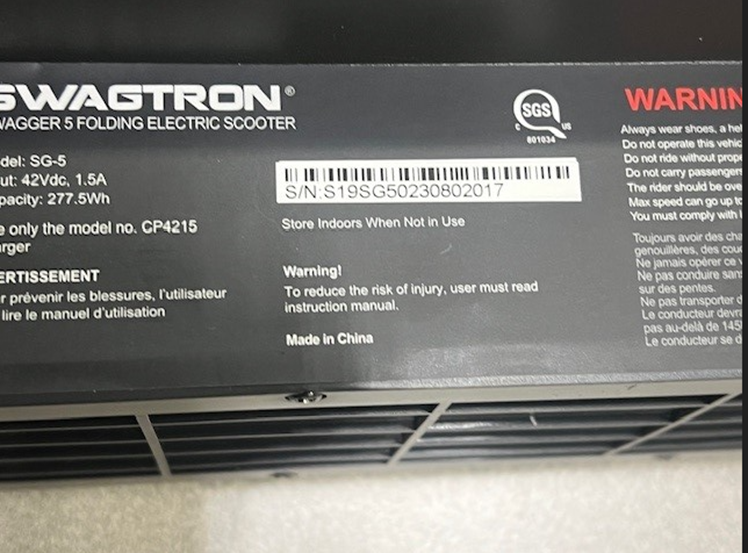 SWAGTRON®
WAGGER 5 FOLDING ELECTRIC SCOOTER
del: SG-5
ut: 42Vdc, 1.5A
pacity: 277.5Wh
e only the model no. CP4215
rger
ERTISSEMENT
r prévenir les blessures, l'utilisateur
lire le manuel d'utilisation
SGS
C US
801034
S/N:S19SG50230802017
Store Indoors When Not in Use
Warning!
To reduce the risk of injury, user must read
instruction manual.
Made in China
WARNIN
Always wear shoes, a hel
Do not operate this vehic
Do not ride without prope
Do not carry passengers
The rider should be ove
Max speed can go up to
You must comply with l
Toujours avoir des cha
genouillères, des cou
Ne jamais opérer ce v
Ne pas conduire sans
sur des pentes.
Ne pas transporter d
Le conducteur devra
pas au-delà de 145
Le conducteur se d